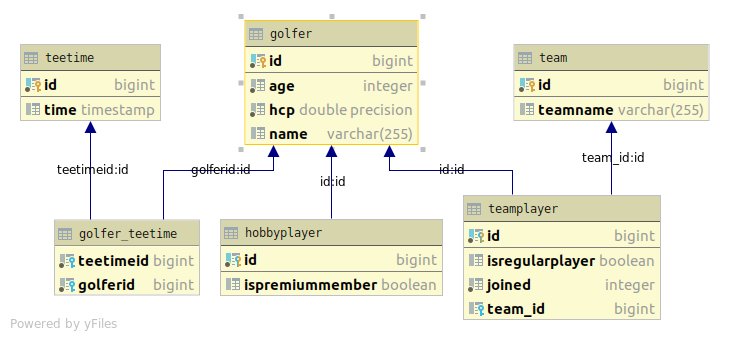 golfer
id bigint
age integer
hcp double precision
name varchar(255)
teetime
id bigint
time timestamp
team
id bigint
teamname varchar(255)
teetimeid:id
golferid:id
id:id
id:id
team_id:id
golfer_teetime
teetimeid bigint
golferid bigint
hobbyplayer
id bigint
ispremiummember boolean
teamplayer
id bigint
isregularplayer boolean
joined integer
team_id bigint
Powered by yFiles